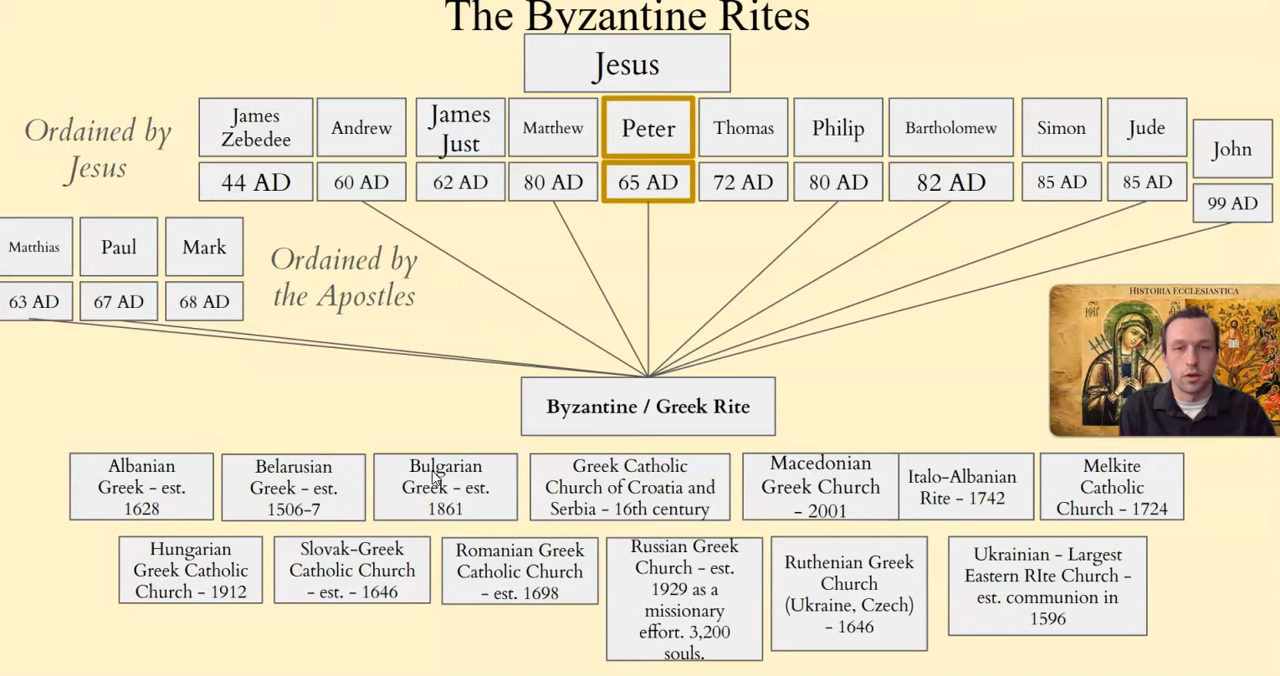 The Byzantine Rites
Jesus
Ordained by
Jesus
James
Zebedee
Andrew
James
Just
Matthew
Peter
Thomas
Philip
Bartholomew
Simon
Jude
John
44 AD
60 AD
62 AD
80 AD
65 AD
72 AD
80 AD
82 AD
85 AD
85 AD
99 AD
Matthias
Paul
Mark
63 AD
67 AD
68 AD
Ordained by
the Apostles
HISTORIA ECCLESIASTICA
Byzantine / Greek Rite
Albanian
Greek - est.
1628
Belarusian
Greek - est.
1506-7
Bulgarian
Greek - est.
1861
Greek Catholic
Church of Croatia and
Serbia - 16th century
Macedonian
Greek Church
- 2001
Italo-Albanian
Rite - 1742
Melkite
Catholic
Church - 1724
Hungarian
Greek Catholic
Church - 1912
Slovak-Greek
Catholic Church
- est. - 1646
Romanian Greek
Catholic Church
- est. 1698
Russian Greek
Church - est.
1929 as a
missionary
effort. 3,200
souls.
Ruthenian Greek
Church
(Ukraine, Czech)
- 1646
Ukrainian - Largest
Eastern RIte Church -
est. communion in
1596